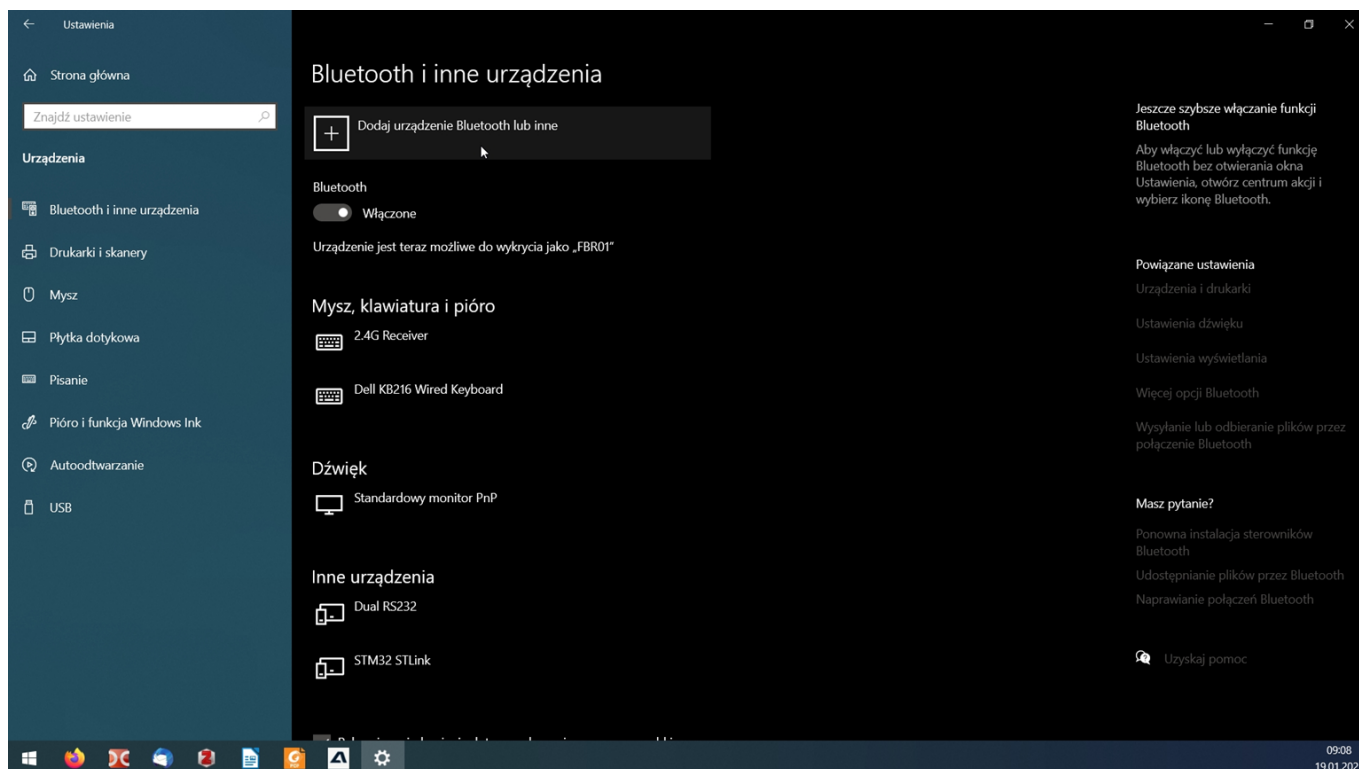 Ustawienia
Strona główna
Znajdź ustawienie
Urządzenia
Bluetooth i inne urządzenia
Drukarki i skanery
Mysz
Płytka dotykowa
Pisanie
Pióro i funkcja Windows Ink
Autoodtwarzanie
USB
Bluetooth i inne urządzenia
Dodaj urządzenie Bluetooth lub inne
Bluetooth
Włączone
Urządzenie jest teraz możliwe do wykrycia jako „FBR01”
Mysz, klawiatura i pióro
2.4G Receiver
Dell KB216 Wired Keyboard
Dźwięk
Standardowy monitor PnP
Inne urządzenia
Dual RS232
STM32 STLink
Jeszcze szybsze włączanie funkcji
Bluetooth
Aby włączyć lub wyłączyć funkcję
Bluetooth bez otwierania okna
Ustawienia, otwórz centrum akcji i
wybierz ikonę Bluetooth.
Powiązane ustawienia
Urządzenia i drukarki
Ustawienia dźwięku
Ustawienia wyświetlania
Więcej opcji Bluetooth
Wysyłanie lub odbieranie plików przez
połączenie Bluetooth
Masz pytanie?
Ponowna instalacja sterowników
Bluetooth
Udostępnianie plików przez Bluetooth
Naprawianie połączeń Bluetooth
Uzyskaj pomoc
09:08
19.01.202